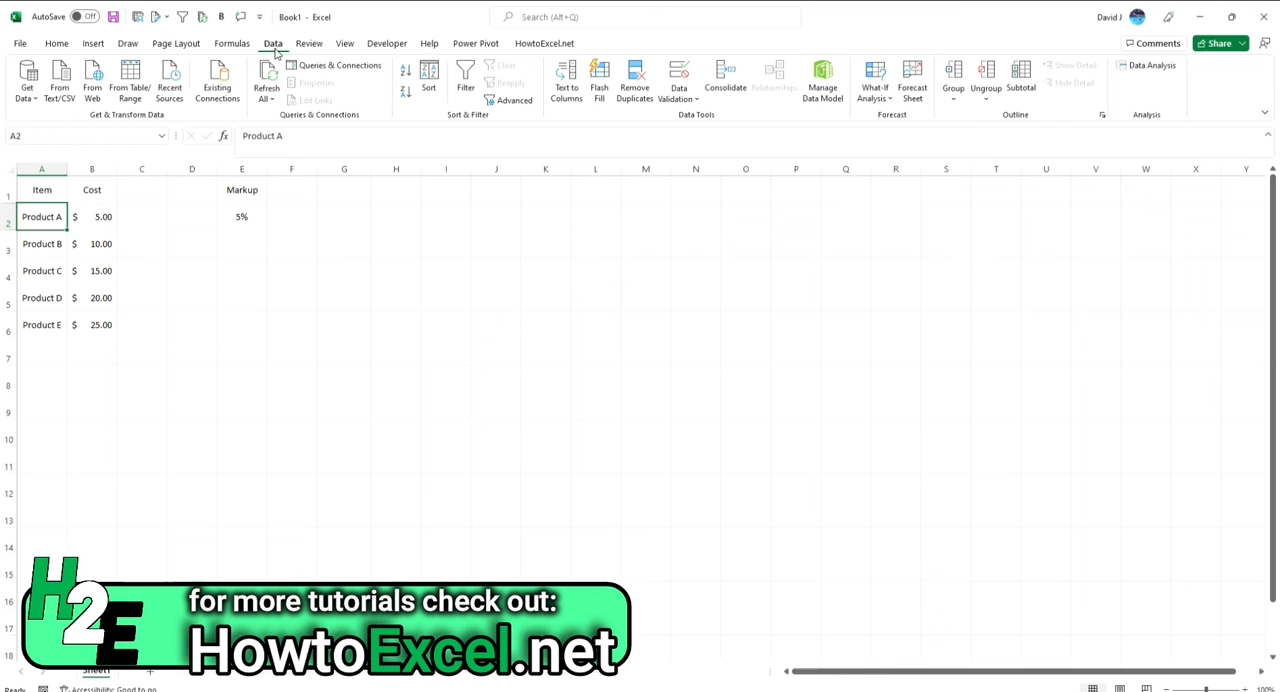 AutoSave Off B Book1 - Excel Search (Alt+Q) David J
File Home Insert Draw Page Layout Formulas Data Review View Developer Help Power Pivot HowtoExcel.net Comments Share
Get Data From Text/CSV From Web From Table/ Range Recent Sources Existing Connections
Get & Transform Data
Refresh All Queries & Connections Properties Edit Links
Queries & Connections
Sort Filter Clear Reapply Advanced
Sort & Filter
Text to Columns Flash Fill Remove Duplicates Data Validation Consolidate Relationships Manage Data Model
Data Tools
What-If Analysis Forecast Sheet
Forecast
Group Ungroup Subtotal Show Detail Hide Detail
Outline
Data Analysis
Analysis
A2 fx Product A
A B C D E F G H I J K L M N O P Q R S T U V W X Y
1 Item Cost Markup
2 Product A $ 5.00 5%
3 Product B $ 10.00
4 Product C $ 15.00
5 Product D $ 20.00
6 Product E $ 25.00
7
8
9
10
11
12
13
14
15
16
17
18
H2E
for more tutorials check out:
HowtoExcel.net
Sheet1
Ready Accessibility: Good to go 100%